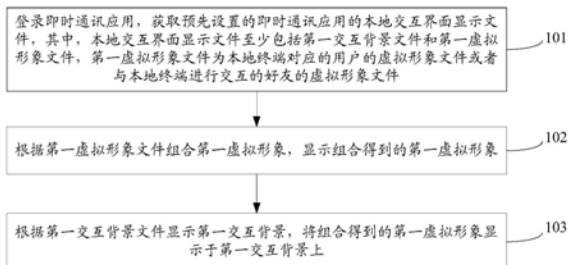 登录即时通讯应用，获取预先设置的即时通讯应用的本地交互界面显示文
件，其中，本地交互界面显示文件至少包括第一交互背景文件和第一虚拟
形象文件，第一虚拟形象文件为本地终端对应的用户的虚拟形象文件或者
与本地终端进行交互的好友的虚拟形象文件
101
根据第一虚拟形象文件组合第一虚拟形象，显示组合得到的第一虚拟形象
102
根据第一交互背景文件显示第一交互背景，将组合得到的第一虚拟形象显
示于第一交互背景上
103